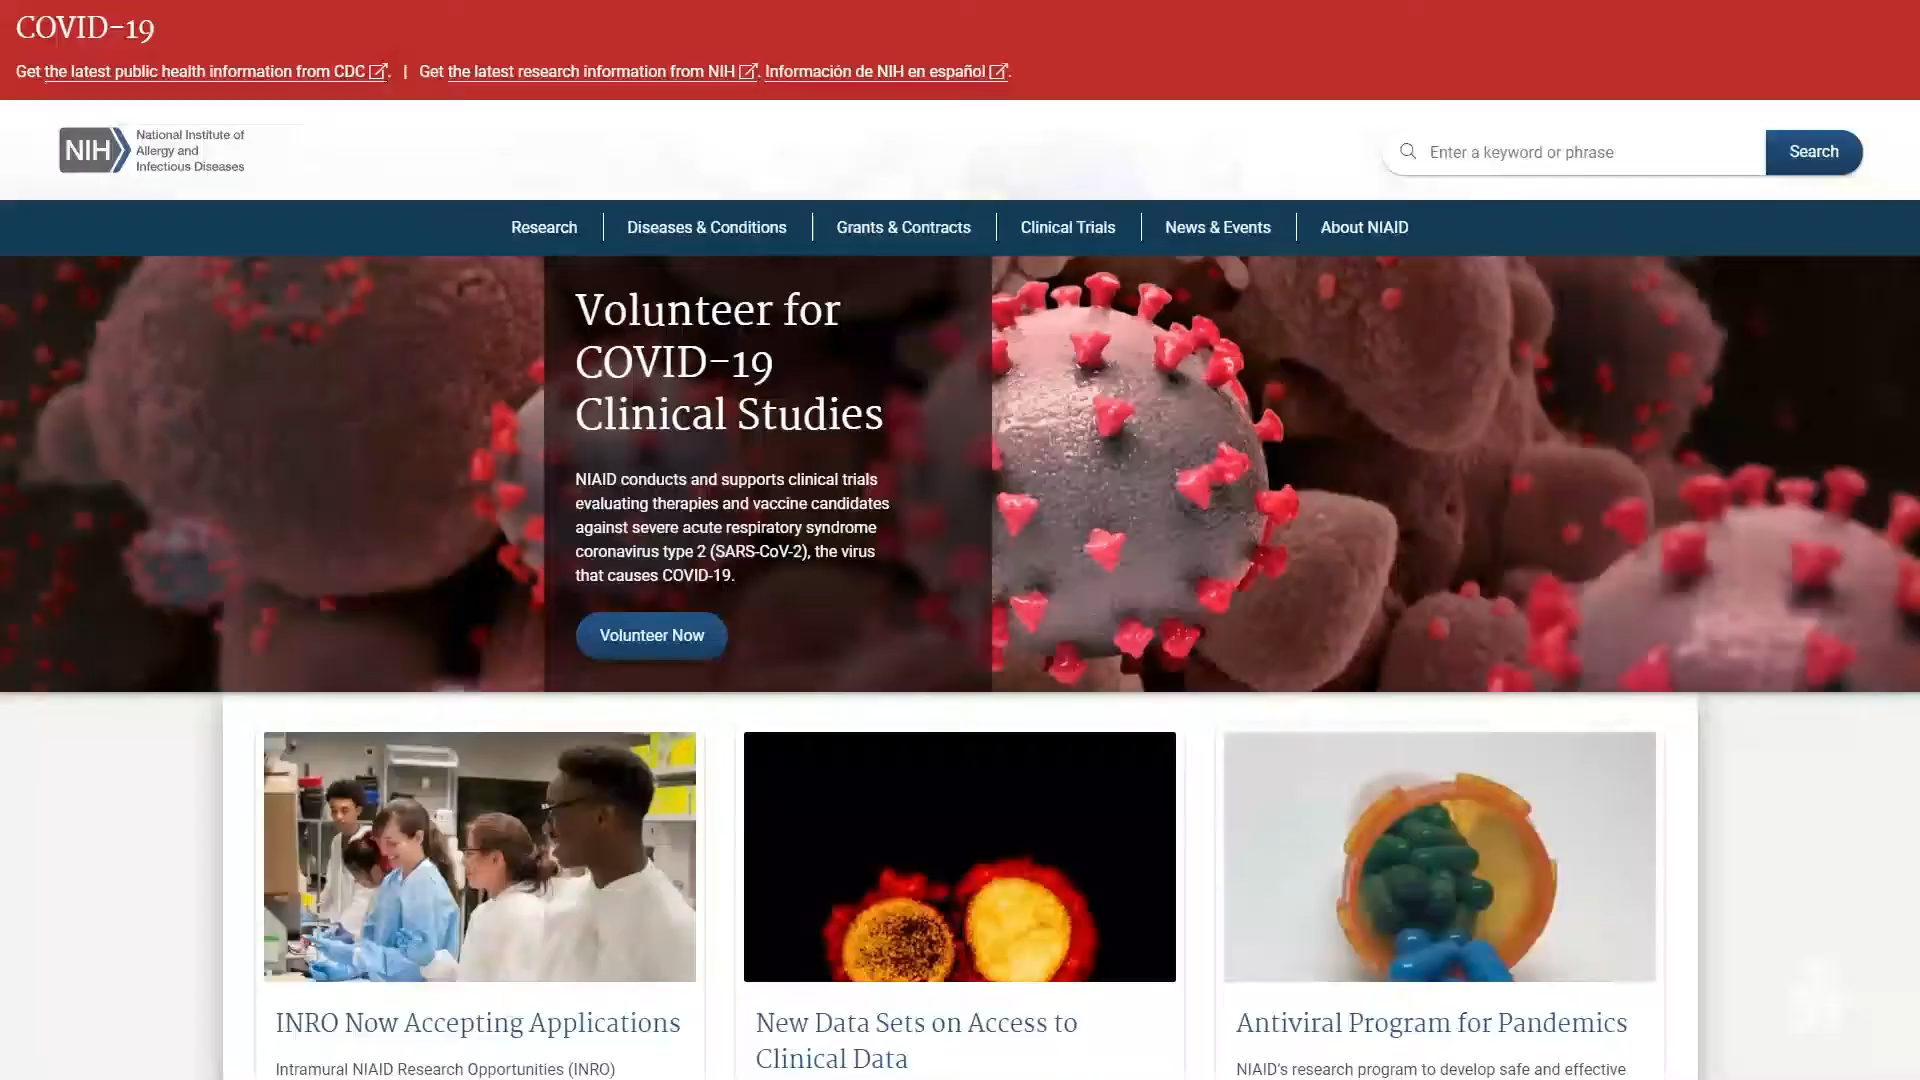 COVID-19
Get the latest public health information from CDC. | Get the latest research information from NIH. Información de NIH en español.
NIH
National Institute of
Allergy and
Infectious Diseases
Enter a keyword or phrase
Search
Research
Diseases & Conditions
Grants & Contracts
Clinical Trials
News & Events
About NIAID
Volunteer for
COVID-19
Clinical Studies
NIAID conducts and supports clinical trials
evaluating therapies and vaccine candidates
against severe acute respiratory syndrome
coronavirus type 2 (SARS-CoV-2), the virus
that causes COVID-19.
Volunteer Now
INRO Now Accepting Applications
Intramural NIAID Research Opportunities (INRO)
New Data Sets on Access to
Clinical Data
Antiviral Program for Pandemics
NIAID's research program to develop safe and effective